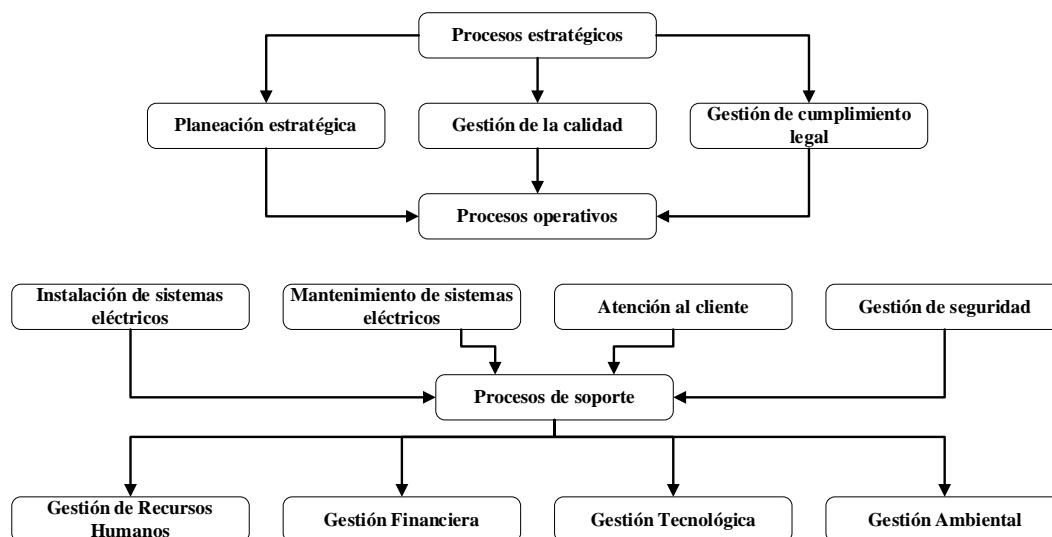 Procesos estratégicos
Planeación estratégica
Gestión de la calidad
Gestión de cumplimiento
legal
Procesos operativos
Instalación de sistemas
eléctricos
Mantenimiento de sistemas
eléctricos
Atención al cliente
Gestión de seguridad
Procesos de soporte
Gestión de Recursos
Humanos
Gestión Financiera
Gestión Tecnológica
Gestión Ambiental